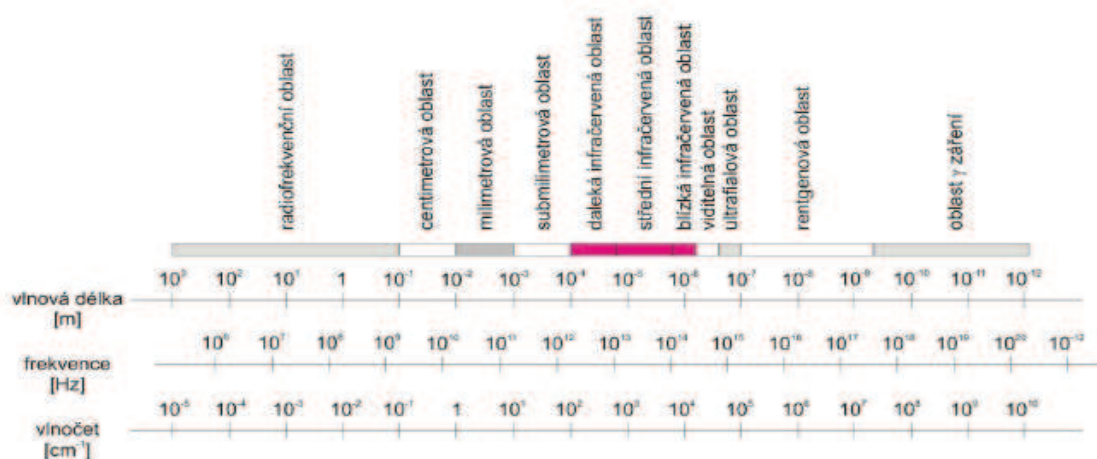 radiofrekvenční oblast
centimetrová oblast
milimetrová oblast
submilimetrová oblast
daleká infračervená oblast
střední infračervená oblast
blízká infračervená oblast
viditelná oblast
ultrafialová oblast
rentgenová oblast
oblast γ záření
10³ 10² 10¹ 1 10⁻¹ 10⁻² 10⁻³ 10⁻⁴ 10⁻⁵ 10⁻⁶ 10⁻⁷ 10⁻⁸ 10⁻⁹ 10⁻¹⁰ 10⁻¹¹ 10⁻¹²
vlnová délka
[m]
10⁶ 10⁷ 10⁸ 10⁹ 10¹⁰ 10¹¹ 10¹² 10¹³ 10¹⁴ 10¹⁵ 10¹⁶ 10¹⁷ 10¹⁸ 10¹⁹ 10²⁰ 10⁻¹²
frekvence
[Hz]
10⁻⁵ 10⁻⁴ 10⁻³ 10⁻² 10⁻¹ 1 10¹ 10² 10³ 10⁴ 10⁵ 10⁶ 10⁷ 10⁸ 10⁹ 10¹⁰
vlnočet
[cm⁻¹]